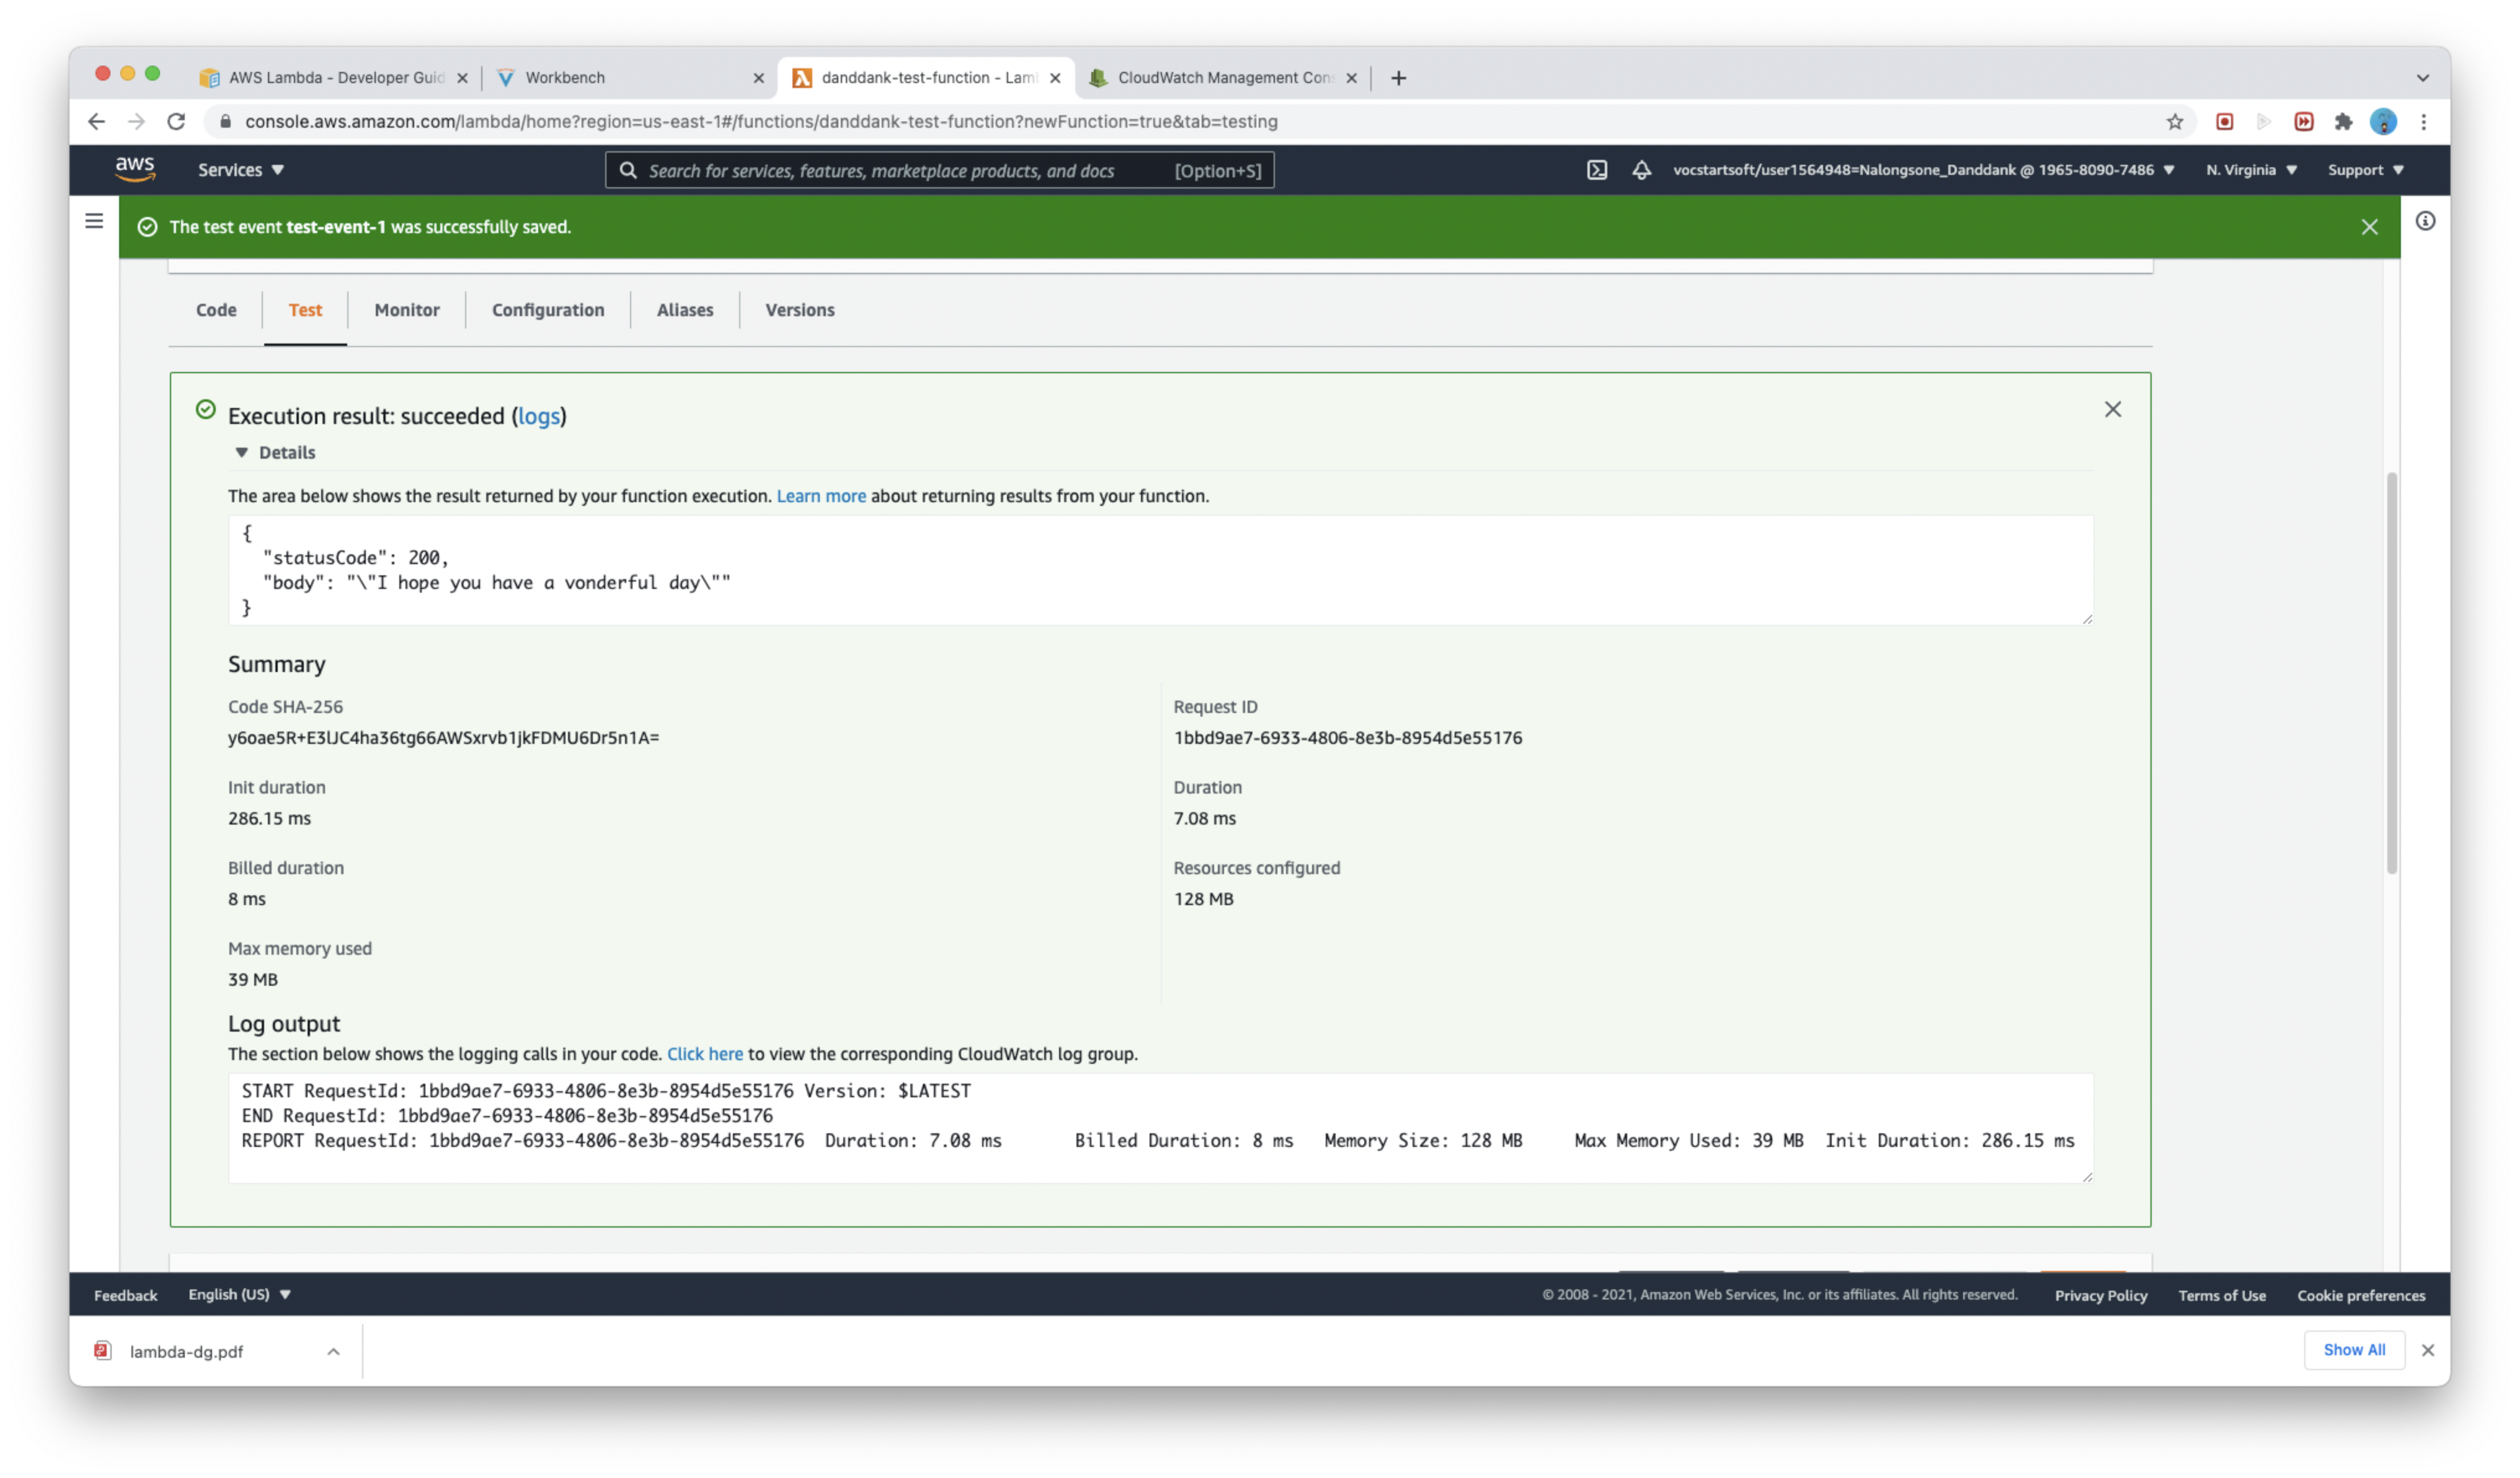 AWS Lambda - Developer Guid
Workbench
danddank-test-function - Lam
CloudWatch Management Con
console.aws.amazon.com/lambda/home?region=us-east-1#/functions/danddank-test-function?newFunction=true&tab=testing
aws
Services
Search for services, features, marketplace products, and docs [Option+S]
vocstartsoft/user1564948=Nalongsone_Danddank @ 1965-8090-7486
N. Virginia
Support
The test event test-event-1 was successfully saved.
Code
Test
Monitor
Configuration
Aliases
Versions
Execution result: succeeded (logs)
Details
The area below shows the result returned by your function execution. Learn more about returning results from your function.
{
"statusCode": 200,
"body": "\"I hope you have a vonderful day\""
}
Summary
Code SHA-256
y6oae5R+E3lJC4ha36tg66AWSxrvb1jkFDMU6Dr5n1A=
Request ID
1bbd9ae7-6933-4806-8e3b-8954d5e55176
Init duration
286.15 ms
Duration
7.08 ms
Billed duration
8 ms
Resources configured
128 MB
Max memory used
39 MB
Log output
The section below shows the logging calls in your code. Click here to view the corresponding CloudWatch log group.
START RequestId: 1bbd9ae7-6933-4806-8e3b-8954d5e55176 Version: $LATEST
END RequestId: 1bbd9ae7-6933-4806-8e3b-8954d5e55176
REPORT RequestId: 1bbd9ae7-6933-4806-8e3b-8954d5e55176 Duration: 7.08 ms Billed Duration: 8 ms Memory Size: 128 MB Max Memory Used: 39 MB Init Duration: 286.15 ms
Feedback
English (US)
© 2008 - 2021, Amazon Web Services, Inc. or its affiliates. All rights reserved.
Privacy Policy
Terms of Use
Cookie preferences
lambda-dg.pdf
Show All